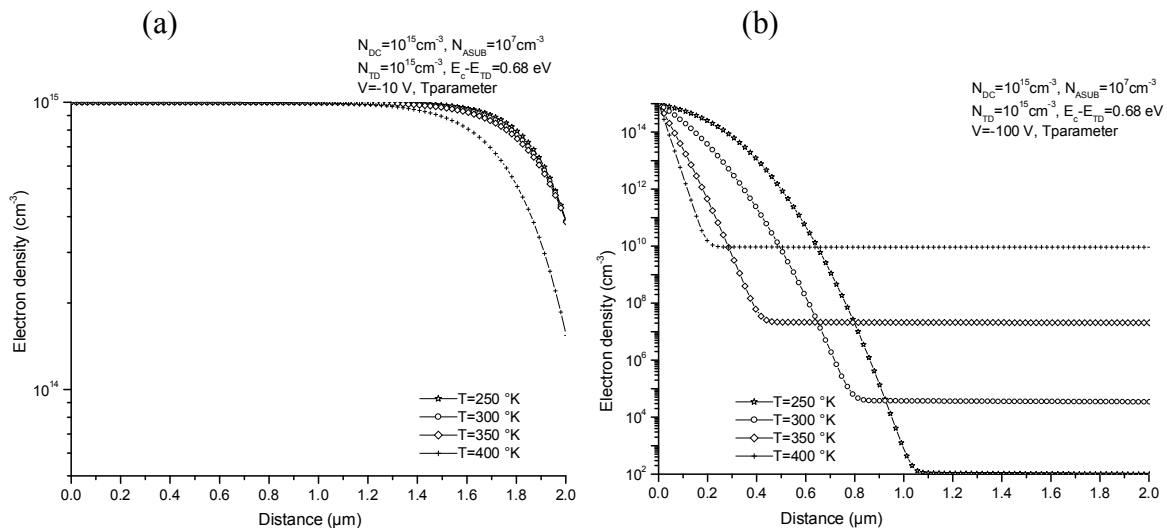 (a)
N_DC=10^15cm^-3, N_ASUB=10^7cm^-3
N_TD=10^15cm^-3, E_c-E_TD=0.68 eV
V=-10 V, Tparameter
10^15
10^14
Electron density (cm^-3)
T=250 °K
T=300 °K
T=350 °K
T=400 °K
0.0 0.2 0.4 0.6 0.8 1.0 1.2 1.4 1.6 1.8 2.0
Distance (µm)
(b)
N_DC=10^15cm^-3, N_ASUB=10^7cm^-3
N_TD=10^15cm^-3, E_c-E_TD=0.68 eV
V=-100 V, Tparameter
10^14
10^12
10^10
10^8
10^6
10^4
10^2
Electron density (cm^-3)
T=250 °K
T=300 °K
T=350 °K
T=400 °K
0.0 0.2 0.4 0.6 0.8 1.0 1.2 1.4 1.6 1.8 2.0
Distance (µm)